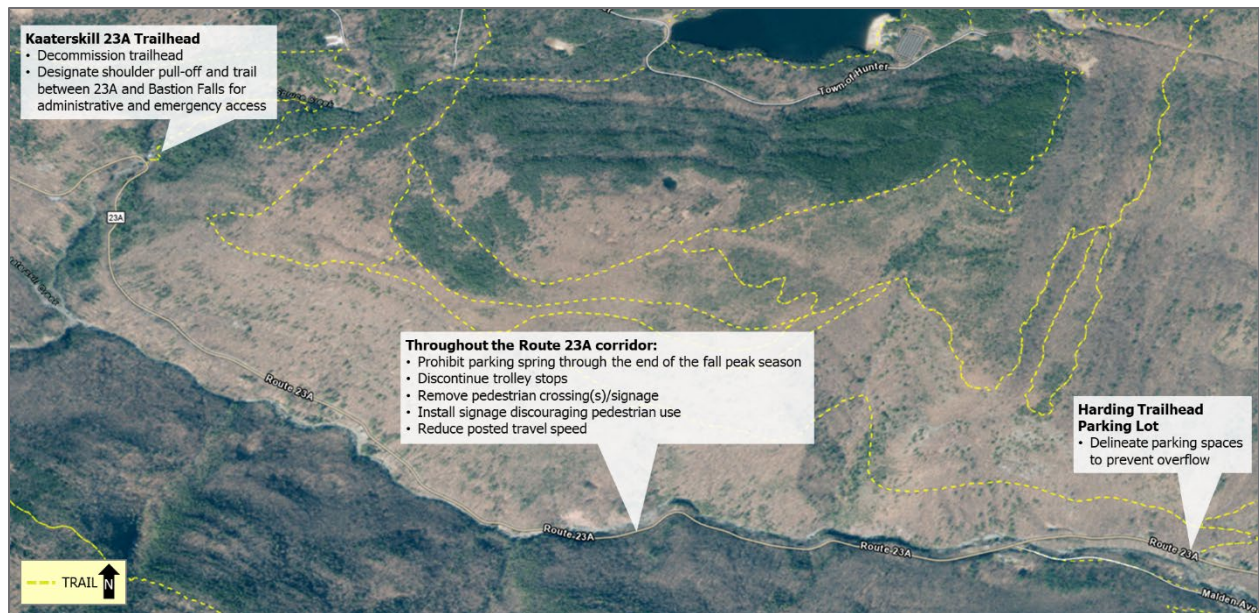 Kaaterskill 23A Trailhead
• Decommission trailhead
• Designate shoulder pull-off and trail
between 23A and Bastion Falls for
administrative and emergency access
Town of Hunter
23A
Route 23A
Throughout the Route 23A corridor:
• Prohibit parking spring through the end of the fall peak season
• Discontinue trolley stops
• Remove pedestrian crossing(s)/signage
• Install signage discouraging pedestrian use
• Reduce posted travel speed
Harding Trailhead
Parking Lot
• Delineate parking spaces
to prevent overflow
Route 23A
Route 23A
Route 23A
Malden Ave
TRAIL
N